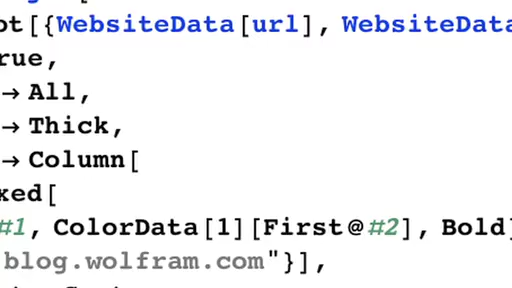 ot[{WebsiteData[url], WebsiteData
rue,
→ All,
→ Thick,
→ Column[
xed[
#1, ColorData[1][First@#2], Bold]
blog.wolfram.com"}],